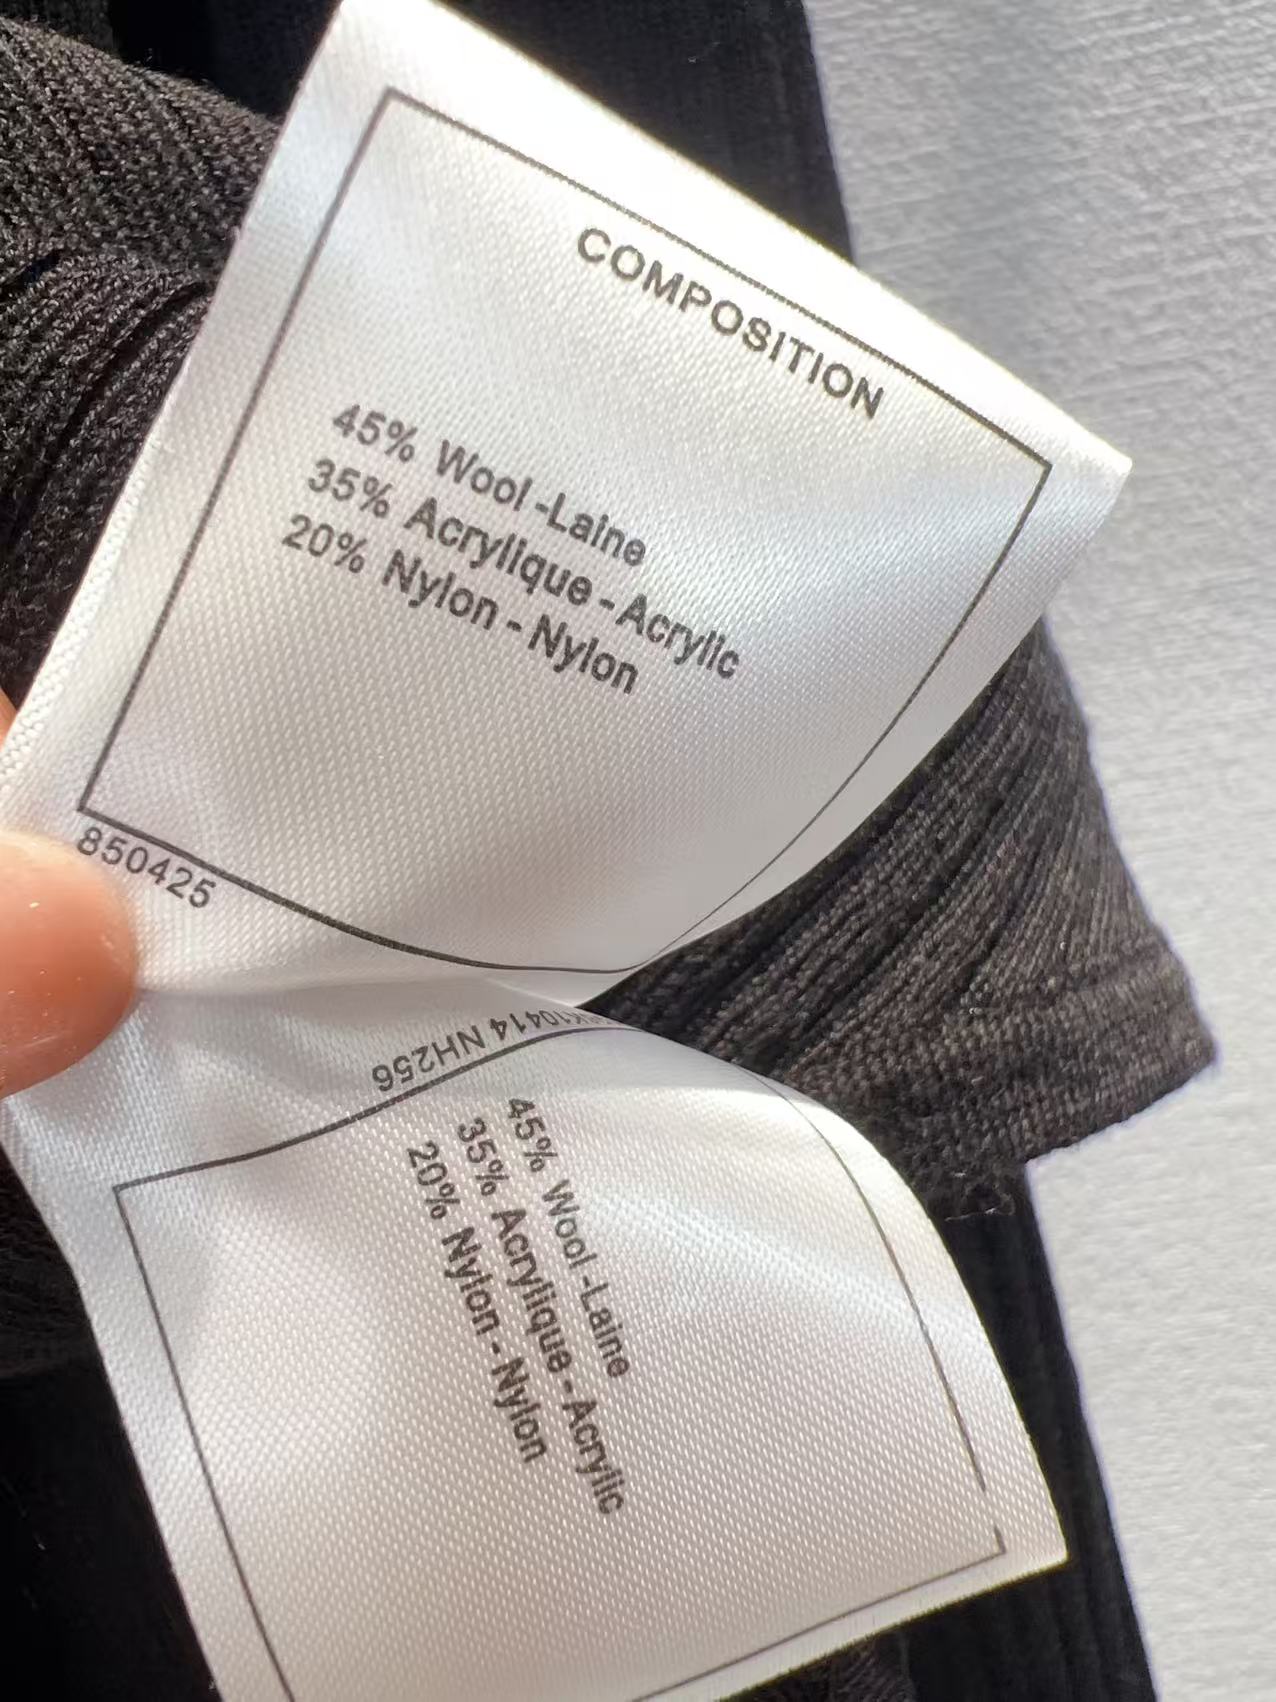 COMPOSITION
45% Wool-Laine
35% Acrylique - Acrylic
20% Nylon - Nylon
850425
K10414 NH256
45% Wool-Laine
35% Acrylique - Acrylic
20% Nylon - Nylon